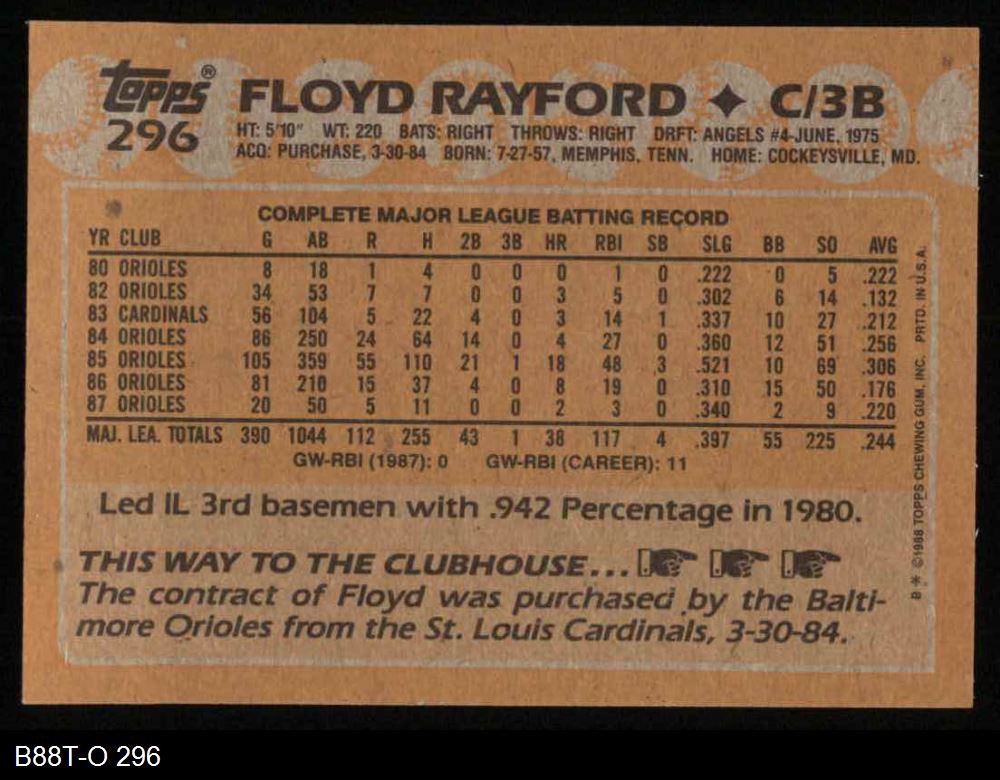 topps® FLOYD RAYFORD ✦ C/3B
296
HT: 5'10" WT: 220 BATS: RIGHT THROWS: RIGHT DRFT: ANGELS #4-JUNE, 1975
ACQ: PURCHASE, 3-30-84 BORN: 7-27-57, MEMPHIS, TENN. HOME: COCKEYSVILLE, MD.
COMPLETE MAJOR LEAGUE BATTING RECORD
YR CLUB G AB R H 2B 3B HR RBI SB SLG BB SO AVG
80 ORIOLES 8 18 1 4 0 0 0 1 0 .222 0 5 .222
82 ORIOLES 34 53 7 7 0 0 3 5 0 .302 6 14 .132
83 CARDINALS 56 104 5 22 4 0 3 14 1 .337 10 27 .212
84 ORIOLES 86 250 24 64 14 0 4 27 0 .360 12 51 .256
85 ORIOLES 105 359 55 110 21 1 18 48 3 .521 10 69 .306
86 ORIOLES 81 210 15 37 4 0 8 19 0 .310 15 50 .176
87 ORIOLES 20 50 5 11 0 0 2 3 0 .340 2 9 .220
MAJ. LEA. TOTALS 390 1044 112 255 43 1 38 117 4 .397 55 225 .244
GW-RBI (1987): 0 GW-RBI (CAREER): 11
Led IL 3rd basemen with .942 Percentage in 1980.
THIS WAY TO THE CLUBHOUSE...
The contract of Floyd was purchased by the Balti-
more Orioles from the St. Louis Cardinals, 3-30-84.
B* ©1988 TOPPS CHEWING GUM, INC. PRTD. IN U.S.A.
B88T-O 296